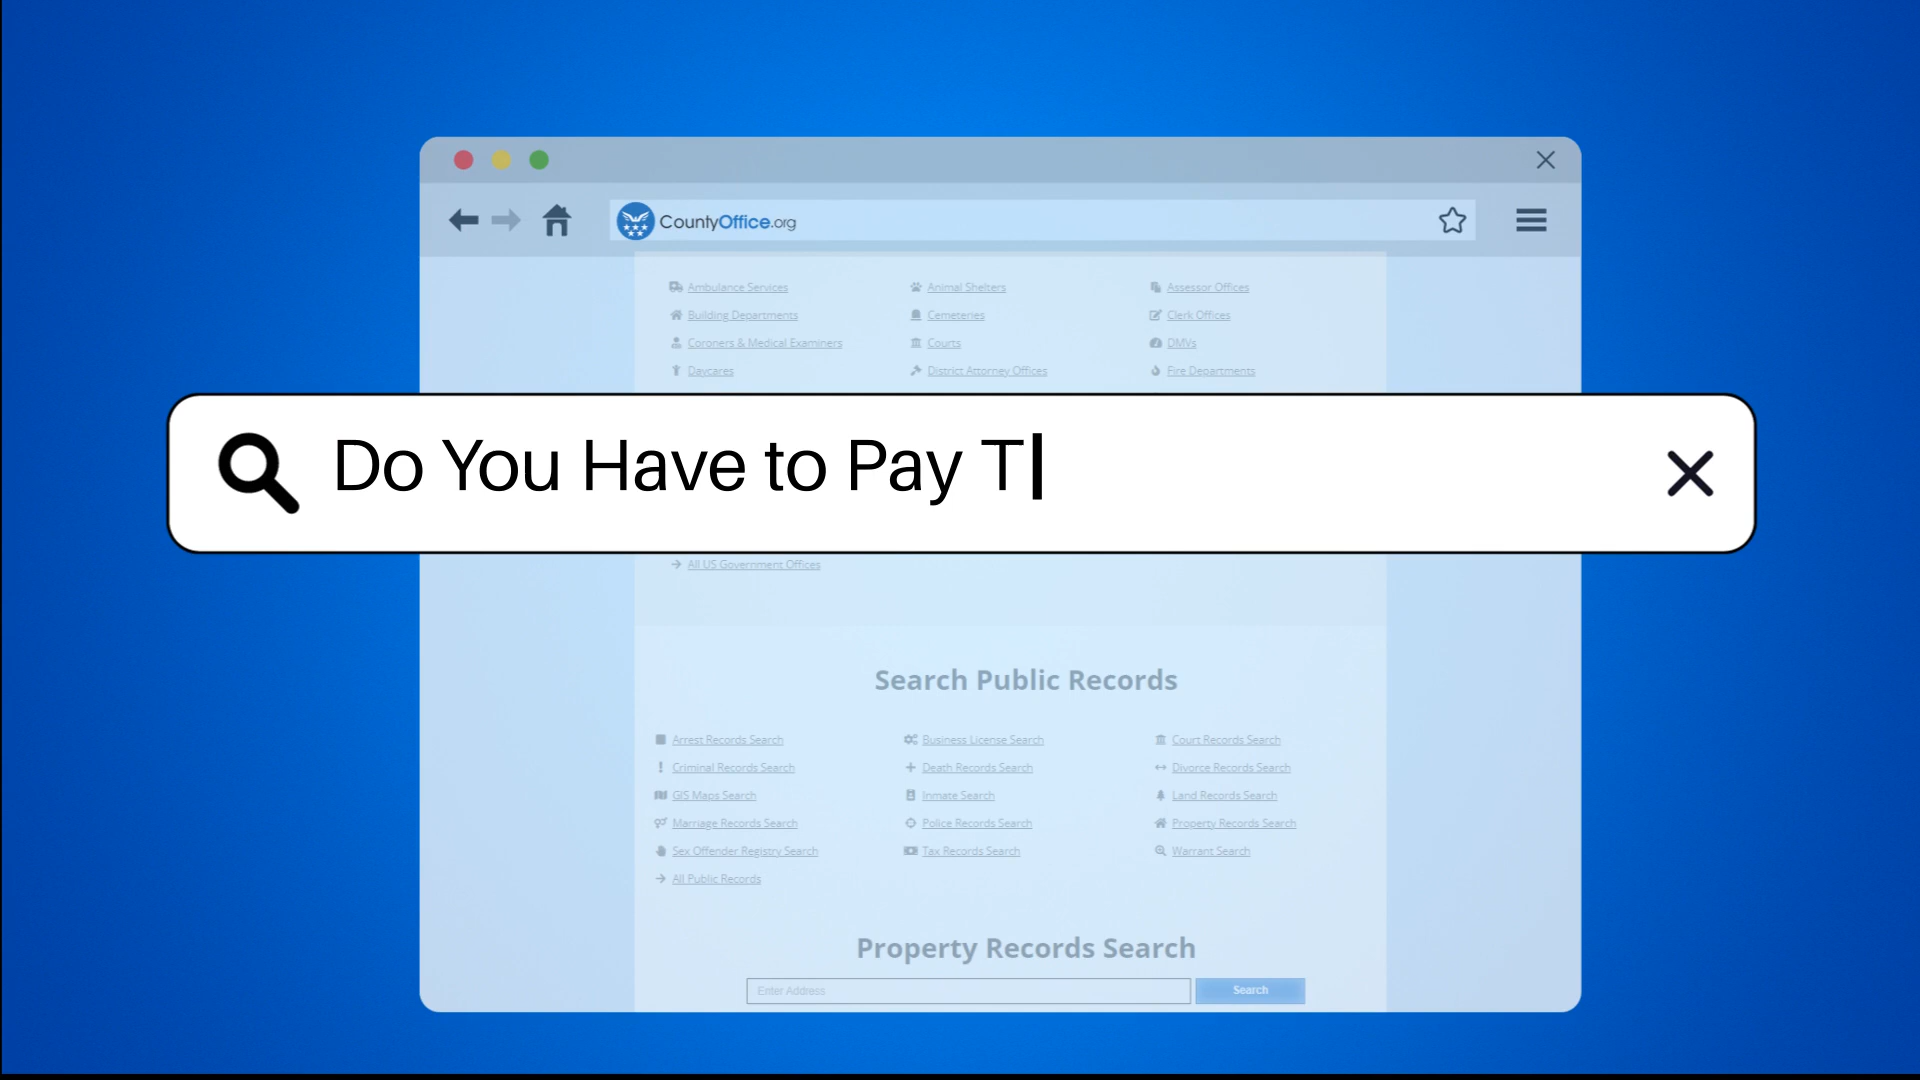 CountyOffice.org
Ambulance Services Animal Shelters Assessor Offices
Building Departments Cemeteries Clerk Offices
Coroners & Medical Examiners Courts DMVs
Daycares District Attorney Offices Fire Departments
Do You Have to Pay T
All US Government Offices
Search Public Records
Arrest Records Search Business License Search Court Records Search
Criminal Records Search Death Records Search Divorce Records Search
GIS Maps Search Inmate Search Land Records Search
Marriage Records Search Police Records Search Property Records Search
Sex Offender Registry Search Tax Records Search Warrant Search
All Public Records
Property Records Search
Enter Address Search